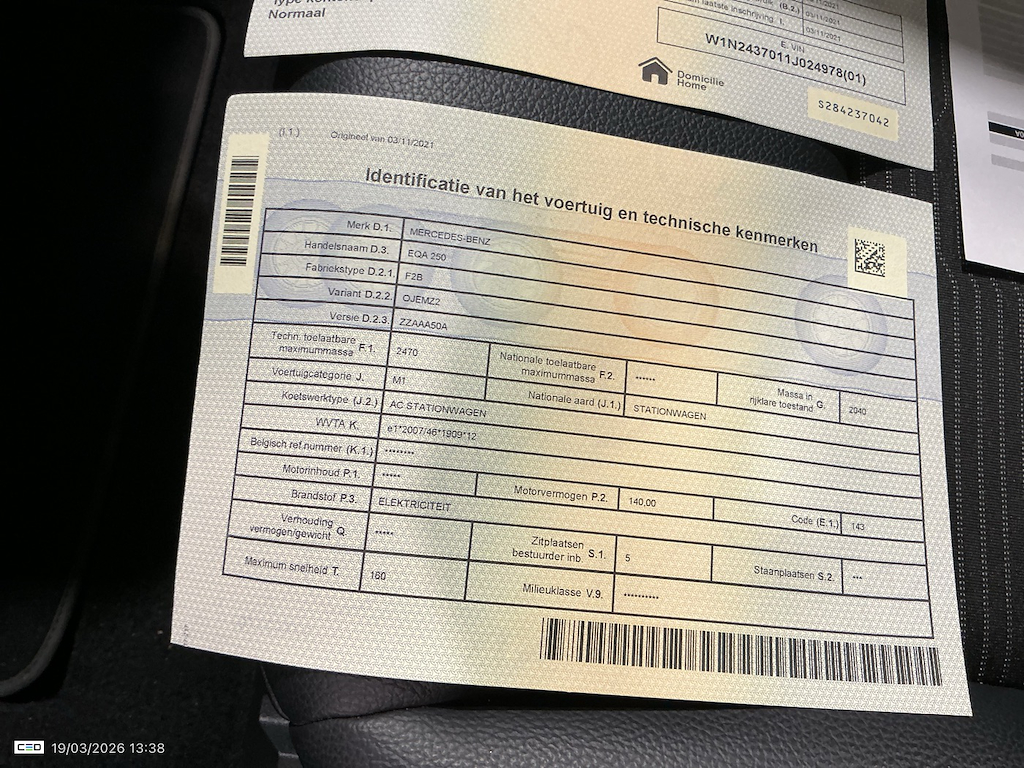 Normaal
(B.2.)
03/11/2021
laatste inschrijving I.
03/11/2021
E. VIN
W1N2437011J024978(01)
Domicilie
Home
S284237042
(I.1.)
Origineel van 03/11/2021
Identificatie van het voertuig en technische kenmerken
Merk D.1. MERCEDES-BENZ
Handelsnaam D.3. EQA 250
Fabriekstype D.2.1. F2B
Variant D.2.2. OJEMZ2
Versie D.2.3. ZZAAA50A
Techn. toelaatbare maximummassa F.1. 2470 Nationale toelaatbare maximummassa F.2. •••••• Massa in rijklare toestand G. 2040
Voertuigcategorie J. M1 Nationale aard (J.1.) STATIONWAGEN
Koetswerktype (J.2.) AC STATIONWAGEN
WVTA K. e1*2007/46*1909*12
Belgisch ref.nummer (K.1.) ••••••••
Motorinhoud P.1. ••••• Motorvermogen P.2. 140,00 Code (E.1.) 143
Brandstof P.3. ELEKTRICITEIT
Verhouding vermogen/gewicht Q. ••••• Zitplaatsen bestuurder inb. S.1. 5 Staanplaatsen S.2. •••
Maximum snelheid T. 160 Milieuklasse V.9. ••••••••••
CED 19/03/2026 13:38